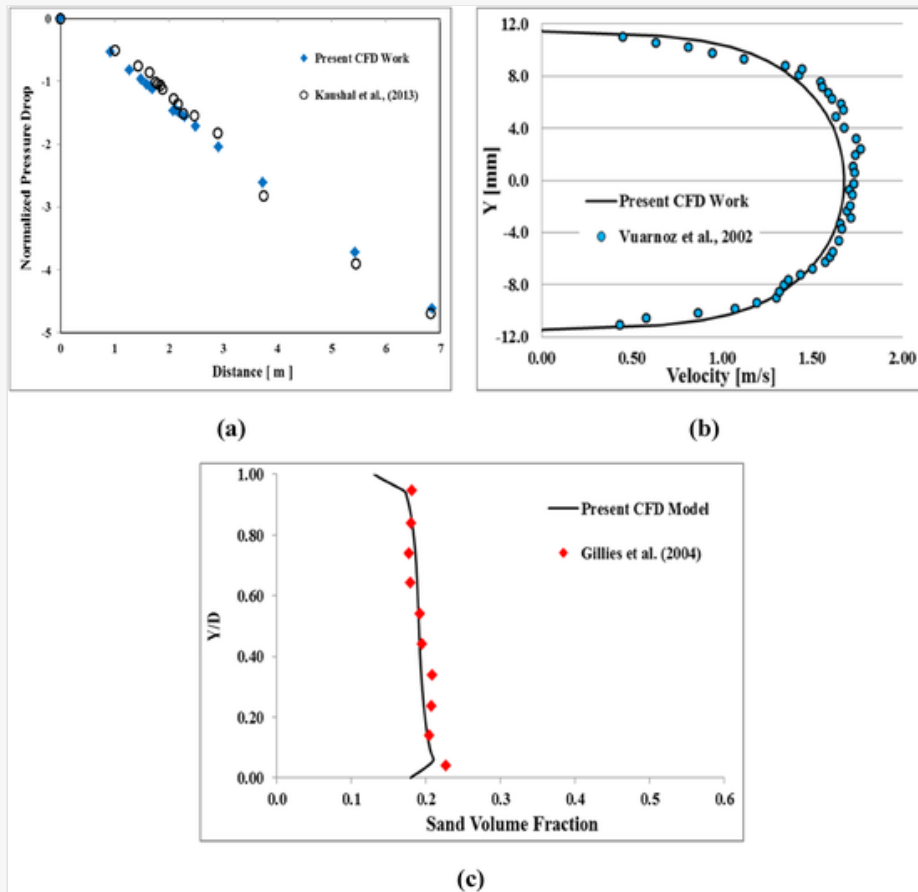 0
-1
-2
-3
-4
-5
Normalized Pressure Drop
Present CFD Work
Kaushal et al., (2013)
0 1 2 3 4 5 6 7
Distance [ m ]
(a)
12.0
8.0
4.0
0.0
-4.0
-8.0
-12.0
Y [mm]
Present CFD Work
Vuarnoz et al., 2002
0.00 0.50 1.00 1.50 2.00
Velocity [m/s]
(b)
1.00
0.80
0.60
0.40
0.20
0.00
Y/D
Present CFD Model
Gillies et al. (2004)
0.0 0.1 0.2 0.3 0.4 0.5 0.6
Sand Volume Fraction
(c)